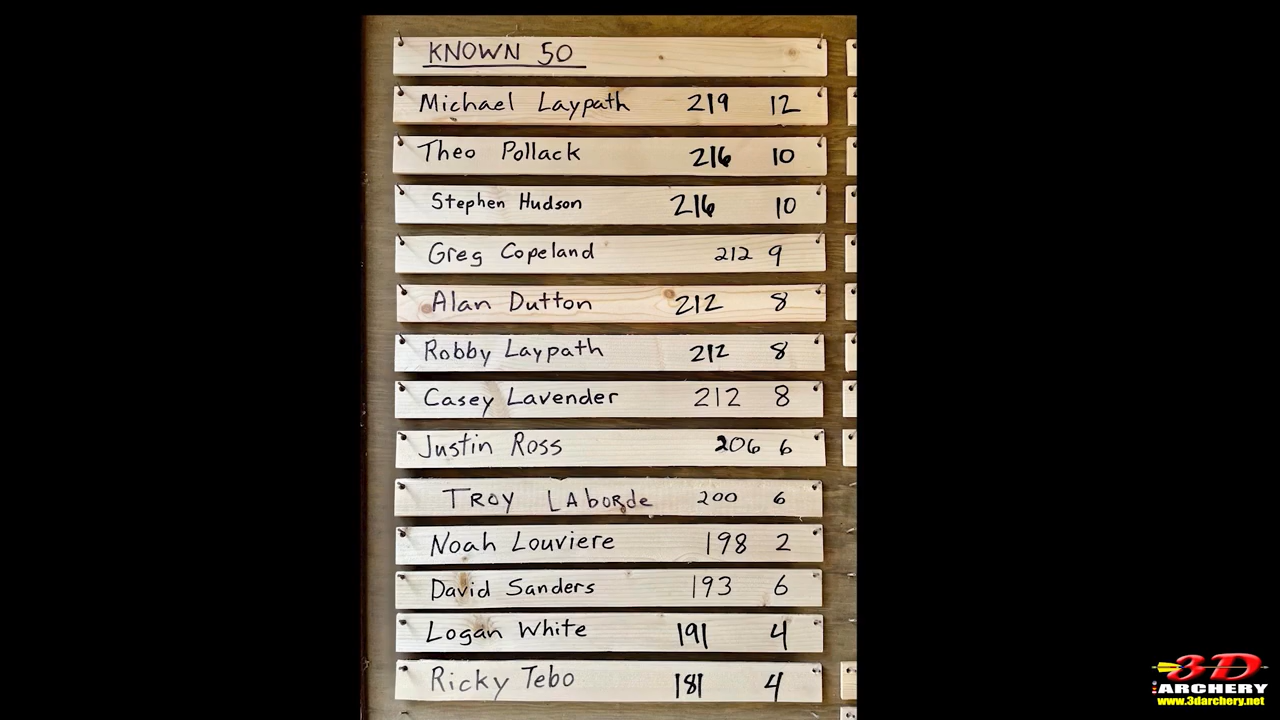 KNOWN 50
Michael Laypath 219 12
Theo Pollack 216 10
Stephen Hudson 216 10
Greg Copeland 212 9
Alan Dutton 212 8
Robby Laypath 212 8
Casey Lavender 212 8
Justin Ross 206 6
TROY LAboRde 200 6
Noah Louviere 198 2
David Sanders 193 6
Logan White 191 4
Ricky Tebo 181 4
3D
ARCHERY
www.3darchery.net